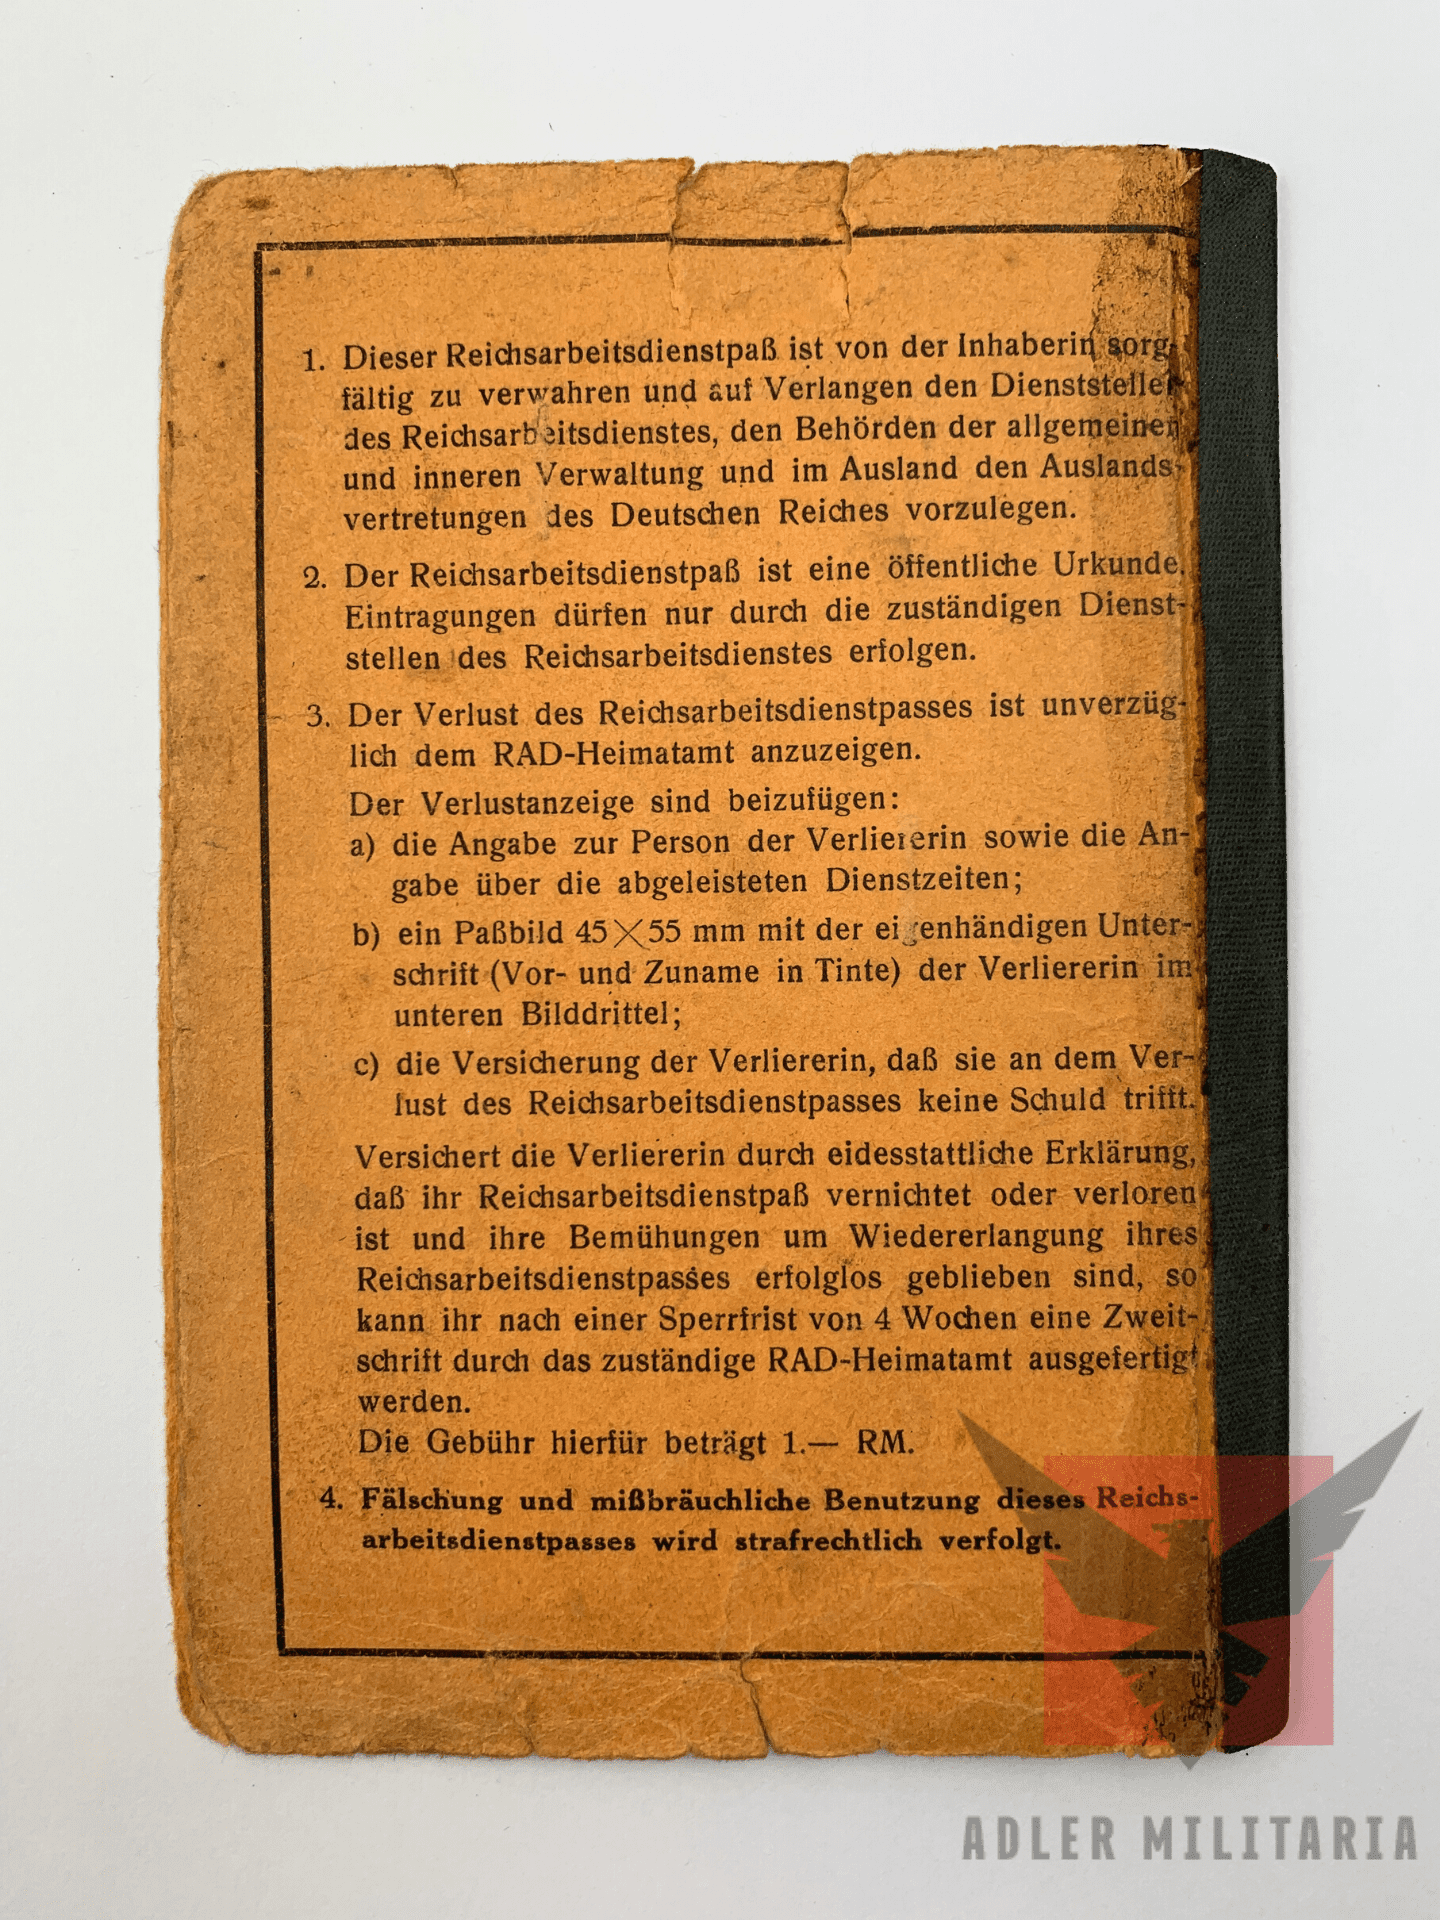 1. Dieser Reichsarbeitsdienstpaß ist von der Inhaberin sorg-
fältig zu verwahren und auf Verlangen den Dienststellen
des Reichsarbeitsdienstes, den Behörden der allgemeinen
und inneren Verwaltung und im Ausland den Auslands-
vertretungen des Deutschen Reiches vorzulegen.
2. Der Reichsarbeitsdienstpaß ist eine öffentliche Urkunde.
Eintragungen dürfen nur durch die zuständigen Dienst-
stellen des Reichsarbeitsdienstes erfolgen.
3. Der Verlust des Reichsarbeitsdienstpasses ist unverzüg-
lich dem RAD-Heimatamt anzuzeigen.
Der Verlustanzeige sind beizufügen:
a) die Angabe zur Person der Verliererin sowie die An-
gabe über die abgeleisteten Dienstzeiten;
b) ein Paßbild 45×55 mm mit der eigenhändigen Unter-
schrift (Vor- und Zuname in Tinte) der Verliererin im
unteren Bilddrittel;
c) die Versicherung der Verliererin, daß sie an dem Ver-
lust des Reichsarbeitsdienstpasses keine Schuld trifft.
Versichert die Verliererin durch eidesstattliche Erklärung,
daß ihr Reichsarbeitsdienstpaß vernichtet oder verloren
ist und ihre Bemühungen um Wiedererlangung ihres
Reichsarbeitsdienstpasses erfolglos geblieben sind, so
kann ihr nach einer Sperrfrist von 4 Wochen eine Zweit-
schrift durch das zuständige RAD-Heimatamt ausgefertigt
werden.
Die Gebühr hierfür beträgt 1.— RM.
4. Fälschung und mißbräuchliche Benutzung dieses Reichs-
arbeitsdienstpasses wird strafrechtlich verfolgt.
ADLER MILITARIA